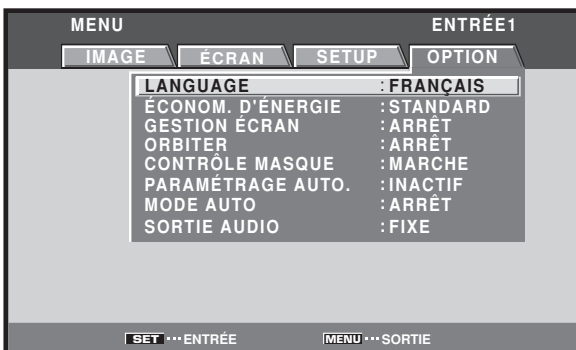 MENU ENTRÉE1
IMAGE ÉCRAN SETUP OPTION
LANGUAGE :FRANÇAIS
ÉCONOM. D'ÉNERGIE :STANDARD
GESTION ÉCRAN :ARRÊT
ORBITER :ARRÊT
CONTRÔLE MASQUE :MARCHE
PARAMÉTRAGE AUTO. :INACTIF
MODE AUTO :ARRÊT
SORTIE AUDIO :FIXE
SET ···ENTRÉE MENU ···SORTIE